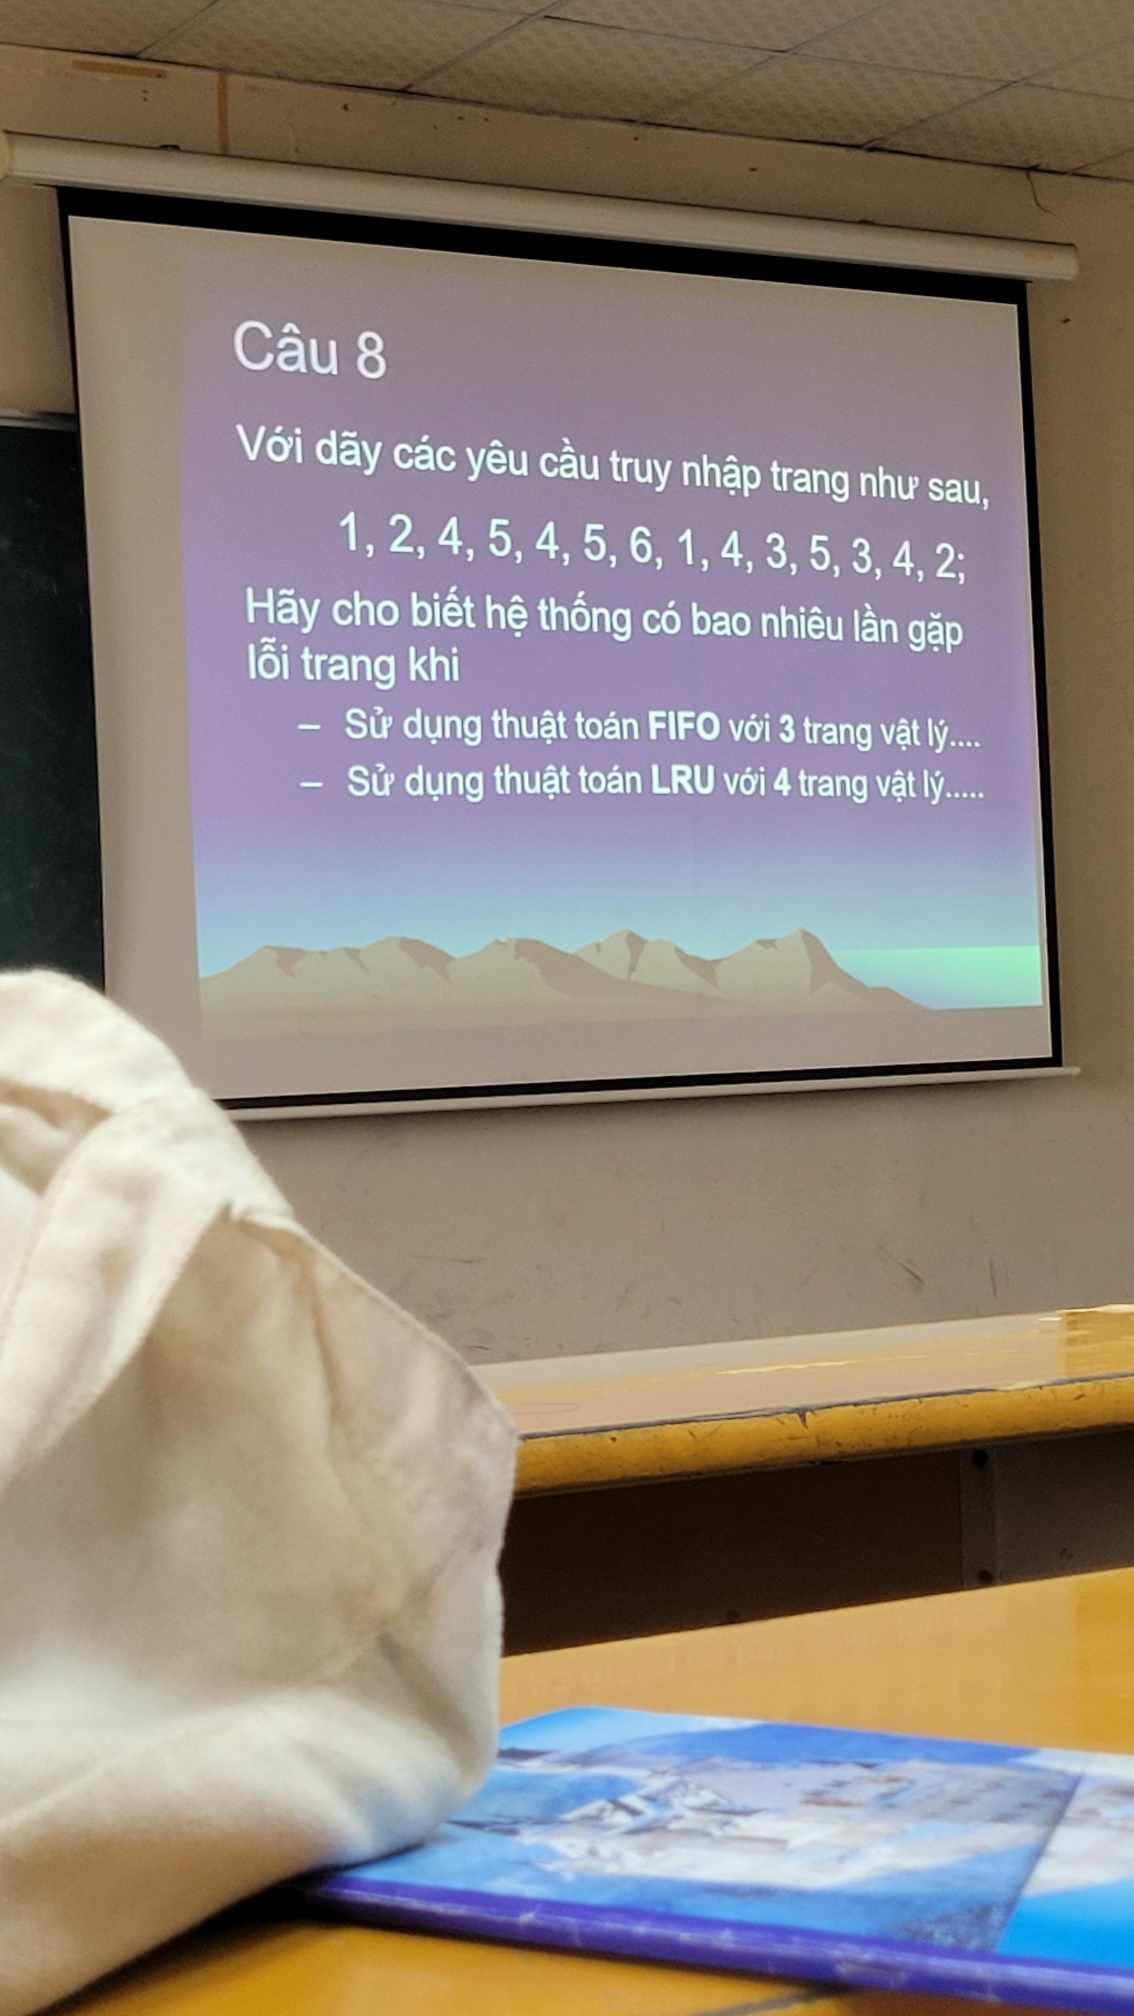 Câu 8
Với dãy các yêu cầu truy nhập trang như sau,
1, 2, 4, 5, 4, 5, 6, 1, 4, 3, 5, 3, 4, 2;
Hãy cho biết hệ thống có bao nhiêu lần gặp
lỗi trang khi
– Sử dụng thuật toán FIFO với 3 trang vật lý....
– Sử dụng thuật toán LRU với 4 trang vật lý.....